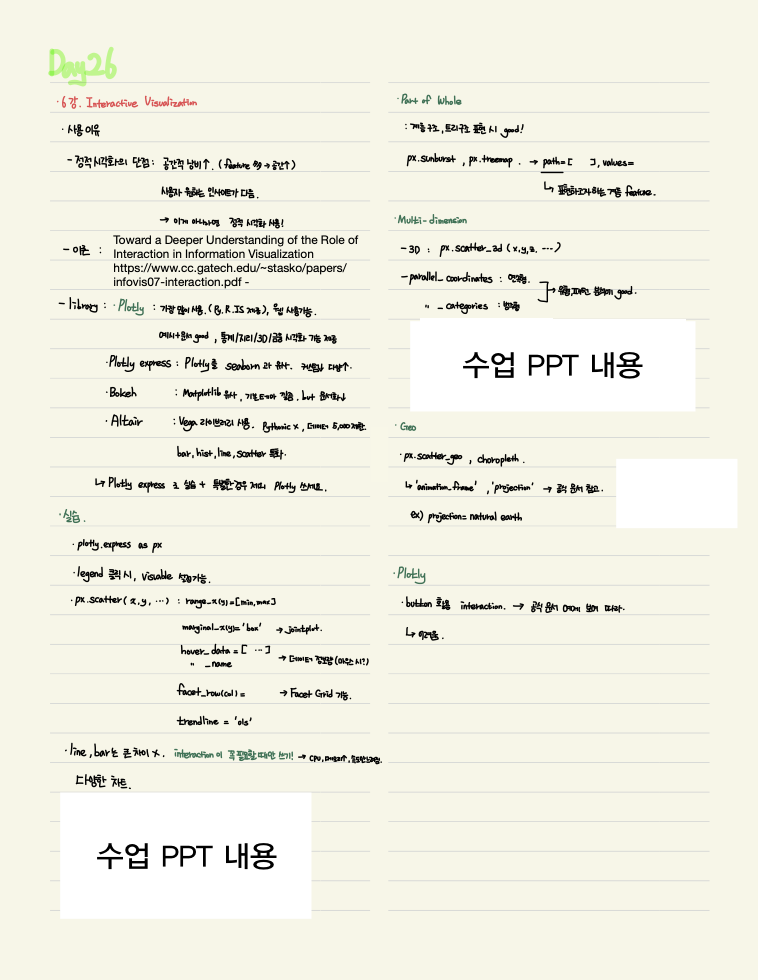 Day26
· 6강. Interactive Visualization
· 사용 이유
- 정적시각화의 단점 : 공간적 낭비↑. (feature 많 → 공간↑)
사용자 원하는 인사이트가 다름.
→ 이게 아니라면 정적 시각화 사용!
- 이론 :
Toward a Deeper Understanding of the Role of
Interaction in Information Visualization
https://www.cc.gatech.edu/~stasko/papers/
infovis07-interaction.pdf -
- library : · Plotly : 가장 많이 사용. (Py, R, JS 제공), 웹 사용가능.
예시+문서 good, 통계/지리/3D/금융 시각화 기능 제공
· Plotly express : Plotly를 seaborn과 유사. 커스텀 다양↑.
· Bokeh : Matplotlib 유사, 기본 테마 깔끔. but 문서화↓
· Altair : Vega 라이브러리 사용. Pythonic X, 데이터 5,000제한.
bar, hist, line, scatter 특화.
↳ Plotly express 로 실습 + 특별한 경우 제외 Plotly 쓰세요.
· 실습.
· plotly.express as px
· legend 클릭 시, visiable 설정가능.
· px.scatter(x, y, ···) : range_x(y)=[min,max]
marginal_x(y)='box' → jointplot.
hover_data = [ ··· ]
" _name → 데이터 정보량 (마우스 시?)
facet_row(col) = → Facet Grid 가능.
trendline = 'ols'
· line, bar는 큰 차이 X. interaction이 꼭 필요할 때만 쓰기! → CPU, 메모리↑,
다양한 차트.
수업 PPT 내용
· Part of Whole
: 계층구조, 트리구조 표현 시 good!
px.sunburst, px.treemap. → path=[ ], values=
↳ 표현하고자하는 계층 feature.
· Multi-dimension
- 3D : px.scatter_3d (x,y,z, ···)
- parallel_coordinates : 연속형.
→ 유형, 패턴 분석에 good.
" _categories : 범주형
수업 PPT 내용
· Geo
· px.scatter_geo, choropleth.
↳ 'animation_frame', 'projection' → 공식 문서 참고.
ex) projection= natural earth
· Plotly
· button 활용 interaction. → 공식 문서 예제 보며 따라.
↳ 어려움.